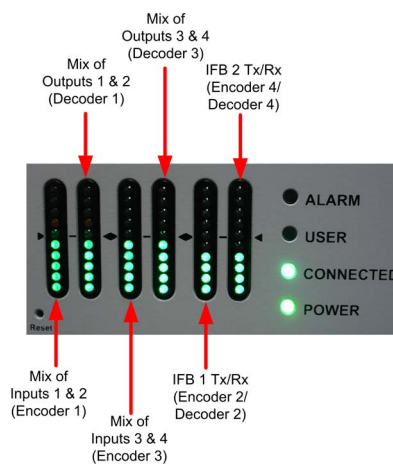 Mix of
Outputs 1 & 2
(Decoder 1)
Mix of
Outputs 3 & 4
(Decoder 3)
IFB 2 Tx/Rx
(Encoder 4/
Decoder 4)
ALARM
USER
CONNECTED
POWER
Reset
Mix of
Inputs 1 & 2
(Encoder 1)
Mix of
Inputs 3 & 4
(Encoder 3)
IFB 1 Tx/Rx
(Encoder 2/
Decoder 2)